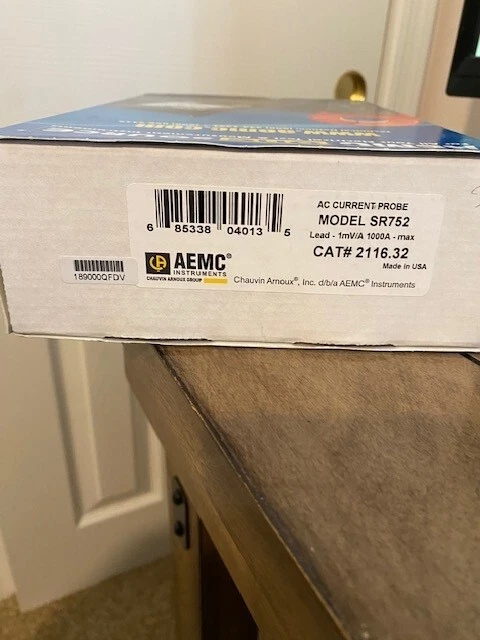 6 85338 04013 5
AC CURRENT PROBE
MODEL SR752
Lead - 1mV/A 1000A - max
CAT# 2116.32
Made in USA
AEMC®
INSTRUMENTS
CHAUVIN ARNOUX GROUP
Chauvin Arnoux®, Inc. d/b/a AEMC® Instruments
189000QFDV